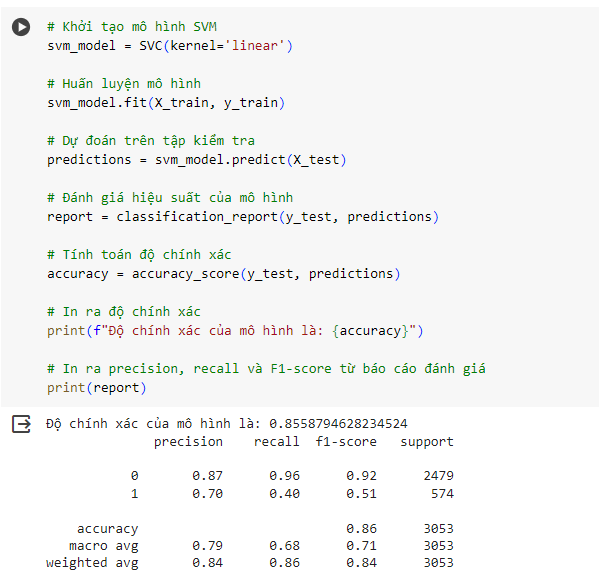 # Khởi tạo mô hình SVM
svm_model = SVC(kernel='linear')
# Huấn luyện mô hình
svm_model.fit(X_train, y_train)
# Dự đoán trên tập kiểm tra
predictions = svm_model.predict(X_test)
# Đánh giá hiệu suất của mô hình
report = classification_report(y_test, predictions)
# Tính toán độ chính xác
accuracy = accuracy_score(y_test, predictions)
# In ra độ chính xác
print(f"Độ chính xác của mô hình là: {accuracy}")
# In ra precision, recall và F1-score từ báo cáo đánh giá
print(report)
Độ chính xác của mô hình là: 0.8558794628234524
precision recall f1-score support
0 0.87 0.96 0.92 2479
1 0.70 0.40 0.51 574
accuracy 0.86 3053
macro avg 0.79 0.68 0.71 3053
weighted avg 0.84 0.86 0.84 3053